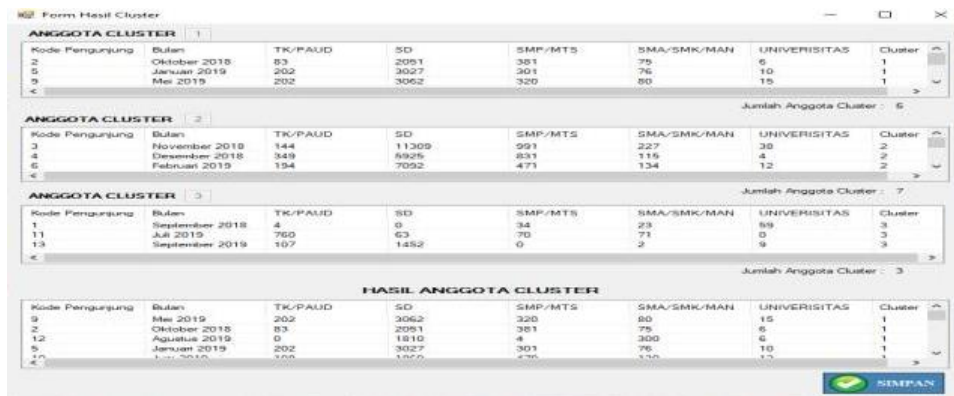 Form Hasil Cluster
ANGGOTA CLUSTER 1
Kode Pengunjung Bulan TK/PAUD SD SMP/MTS SMA/SMK/MAN UNIVERISITAS Cluster
2 Oktober 2018 83 2051 381 75 6 1
5 Januari 2019 202 3027 301 76 10 1
9 Mei 2019 202 3062 320 80 15 1
Jumlah Anggota Cluster : 5
ANGGOTA CLUSTER 2
Kode Pengunjung Bulan TK/PAUD SD SMP/MTS SMA/SMK/MAN UNIVERISITAS Cluster
3 November 2018 144 11309 991 227 38 2
4 Desember 2018 349 5925 831 115 4 2
6 Februari 2019 194 7092 471 134 12 2
Jumlah Anggota Cluster : 7
ANGGOTA CLUSTER 3
Kode Pengunjung Bulan TK/PAUD SD SMP/MTS SMA/SMK/MAN UNIVERISITAS Cluster
1 September 2018 4 0 34 23 59 3
11 Juli 2019 760 63 70 71 0 3
13 September 2019 107 1452 0 2 9 3
Jumlah Anggota Cluster : 3
HASIL ANGGOTA CLUSTER
Kode Pengunjung Bulan TK/PAUD SD SMP/MTS SMA/SMK/MAN UNIVERISITAS Cluster
9 Mei 2019 202 3062 320 80 15 1
2 Oktober 2018 83 2051 381 75 6 1
12 Agustus 2019 0 1810 4 300 6 1
5 Januari 2019 202 3027 301 76 10 1
SIMPAN